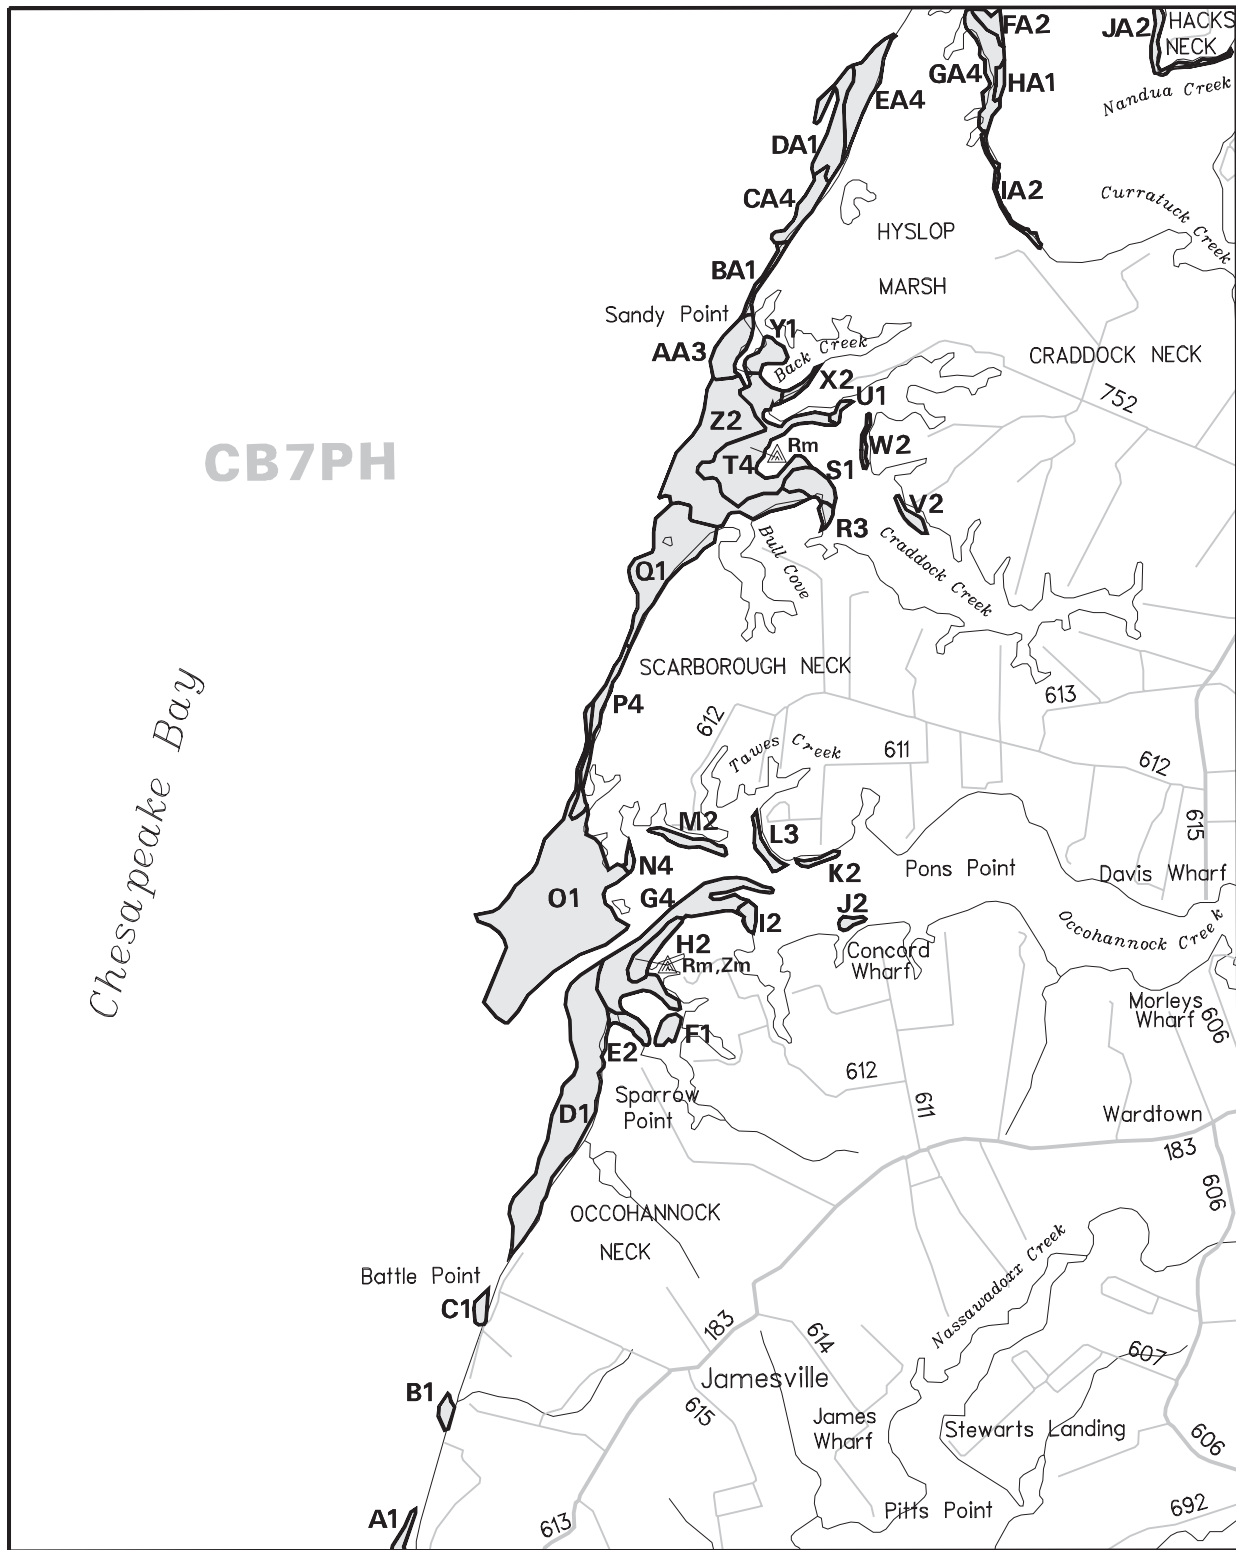 FA2
JA2
HACKS
NECK
GA4
HA1
EA4
Nandua Creek
DA1
CA4
IA2
Curratuck Creek
HYSLOP
BA1
MARSH
Sandy Point
Y1
AA3
Back Creek
CRADDOCK NECK
X2
U1
752
Z2
CB7PH
Rm
W2
T4
S1
V2
R3
Bull Cove
Craddock Creek
Q1
SCARBOROUGH NECK
P4
613
612
Tawes Creek
611
612
Chesapeake Bay
M2
L3
615
N4
K2
Pons Point
Davis Wharf
O1
G4
J2
I2
Occohannock Creek
H2
Concord
Wharf
Rm,Zm
Morleys
Wharf
606
F1
E2
612
Sparrow
Point
D1
611
Wardtown
183
606
OCCOHANNOCK
NECK
Nassawadoxx Creek
Battle Point
C1
183
614
607
Jamesville
B1
615
James
Wharf
Stewarts Landing
606
A1
613
Pitts Point
692